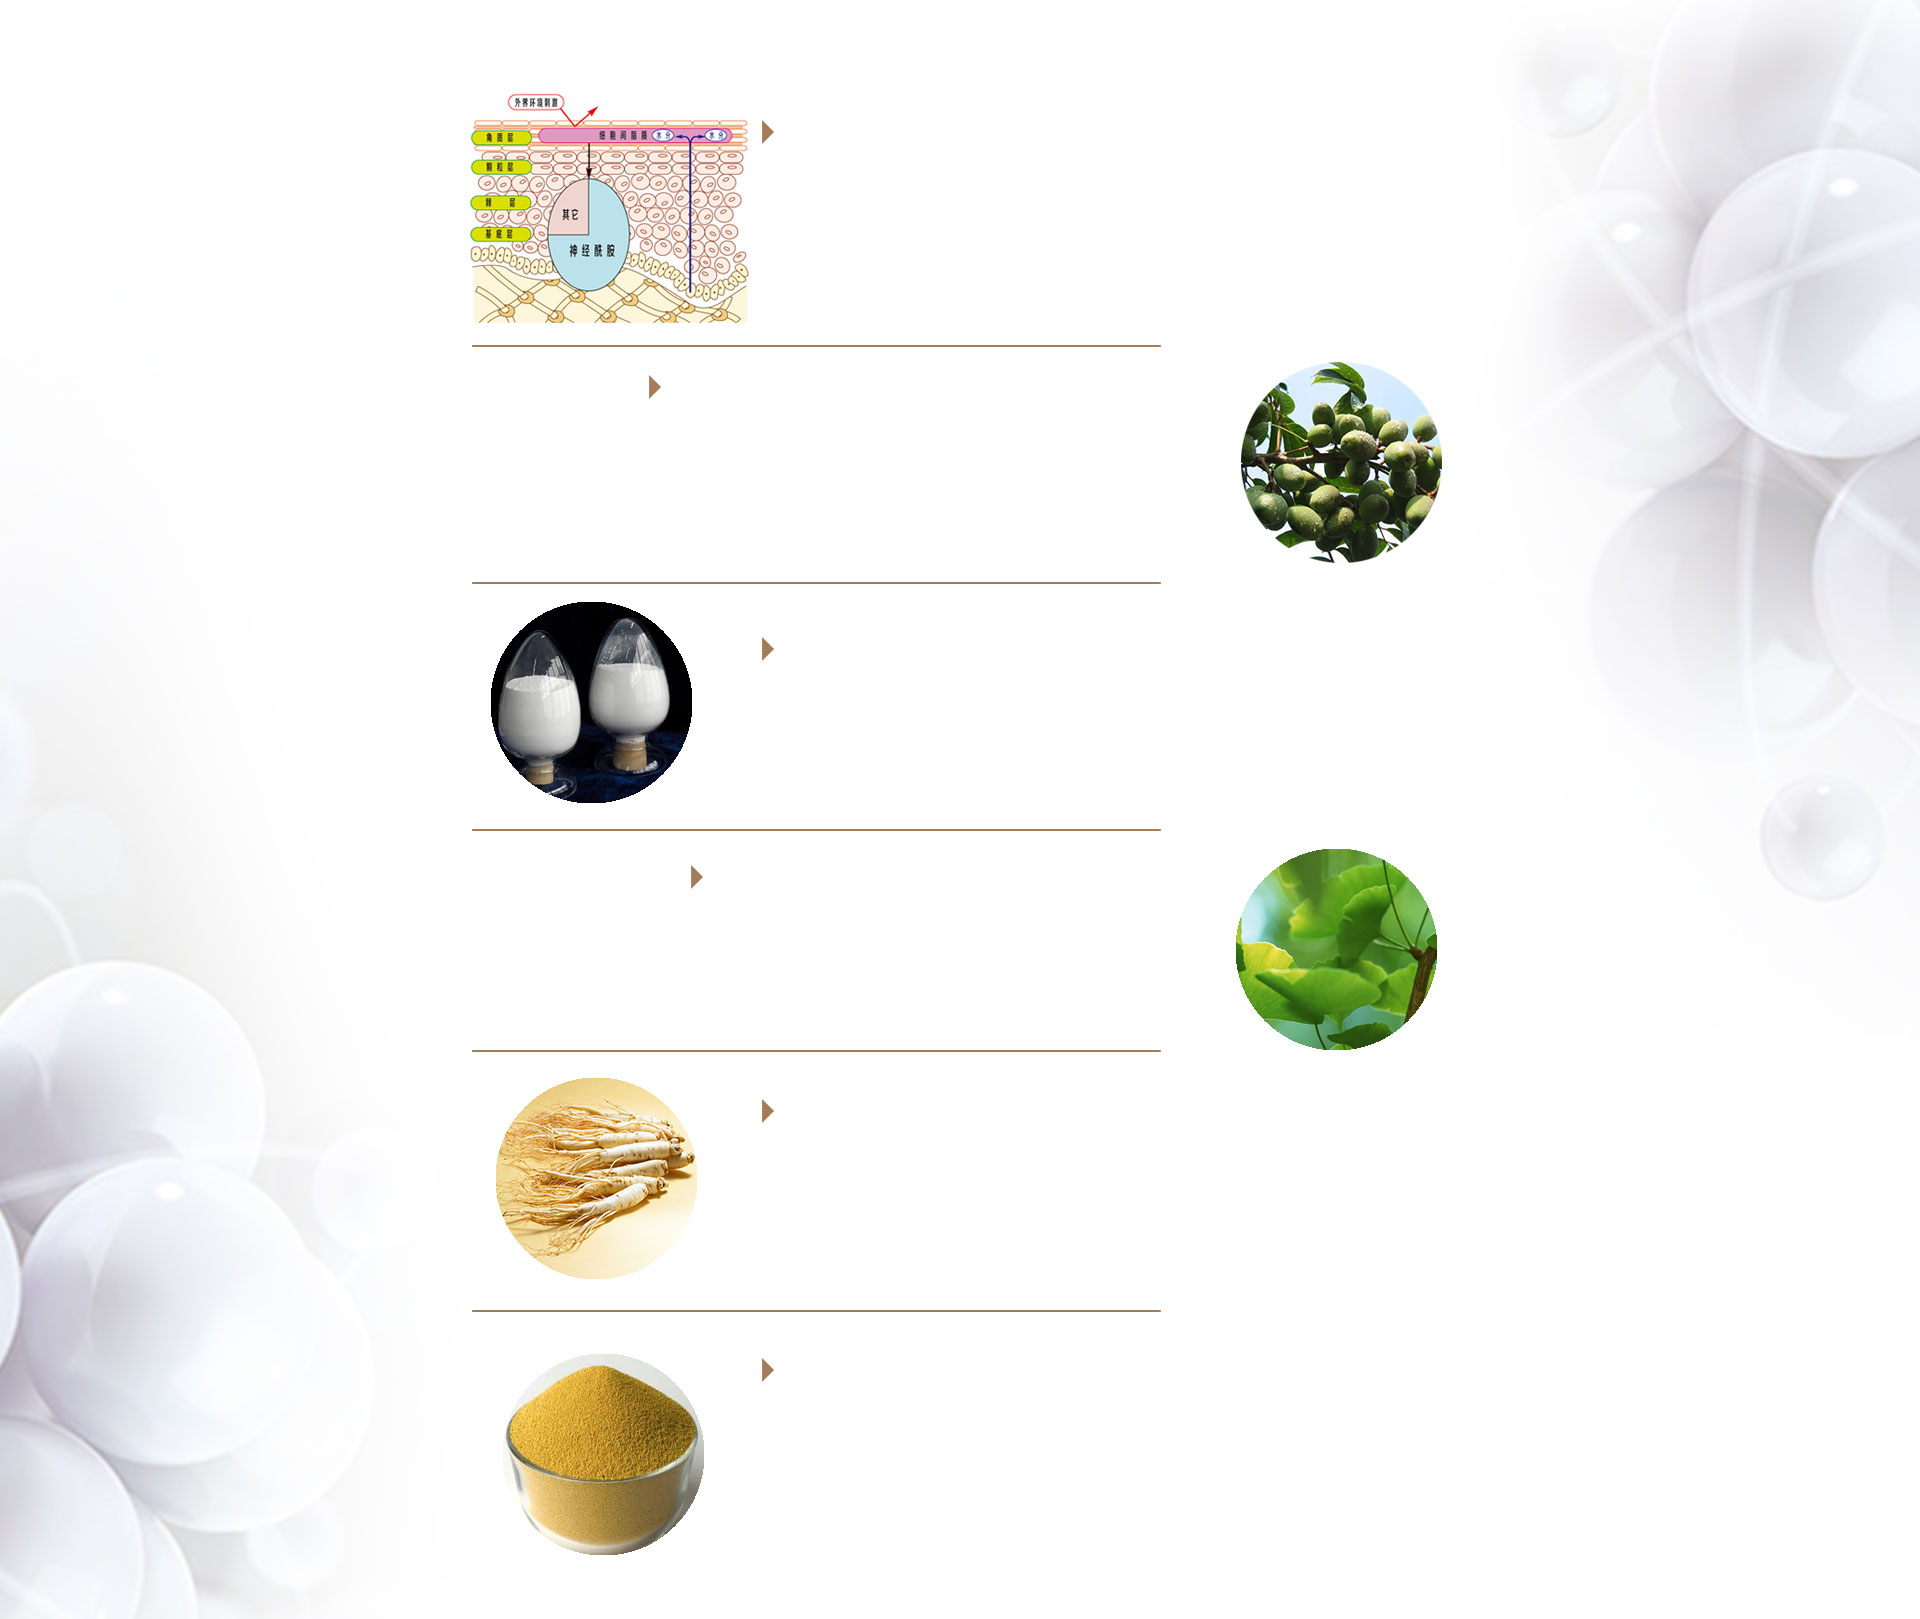 外界环境刺激
角质层 细胞间脂质 水分 水分
颗粒层
棘层
其它
基底层
神经酰胺